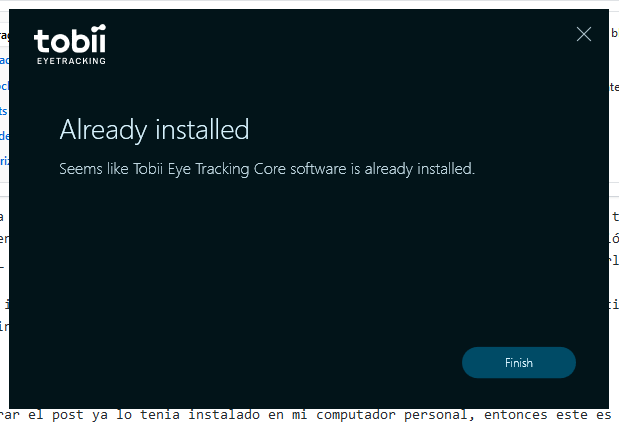 tobii
EYETRACKING
Already installed
Seems like Tobii Eye Tracking Core software is already installed.
Finish
el post ya lo tenia instalado en mi computador personal, entonces este es